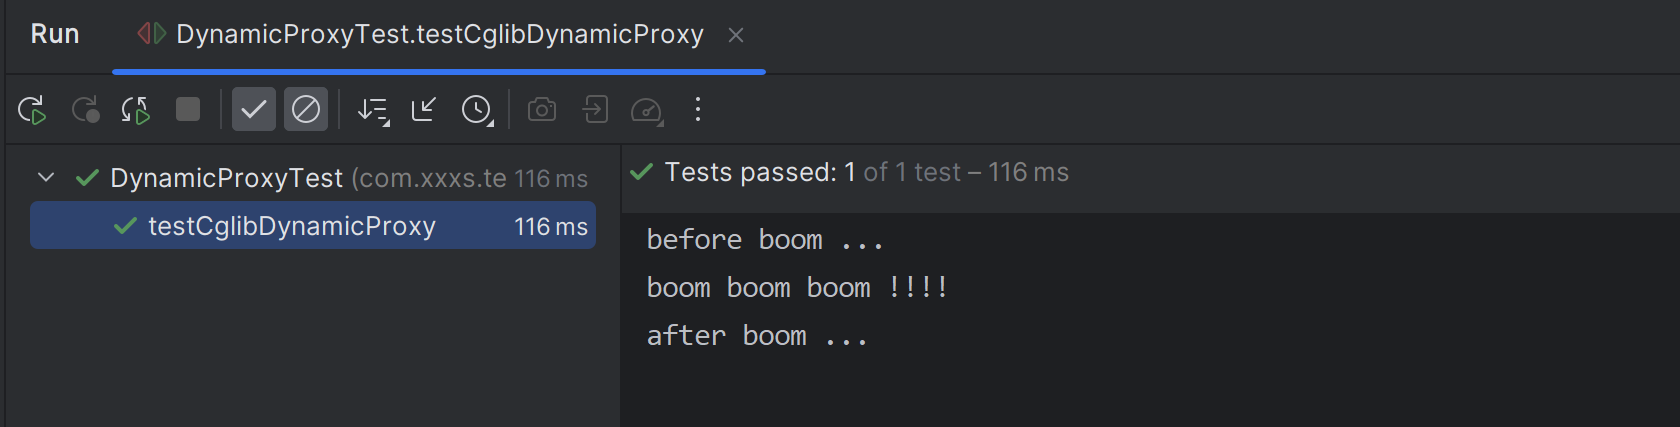 Run DynamicProxyTest.testCglibDynamicProxy
DynamicProxyTest (com.xxxs.te 116 ms
testCglibDynamicProxy 116 ms
Tests passed: 1 of 1 test – 116 ms
before boom ...
boom boom boom !!!!
after boom ...